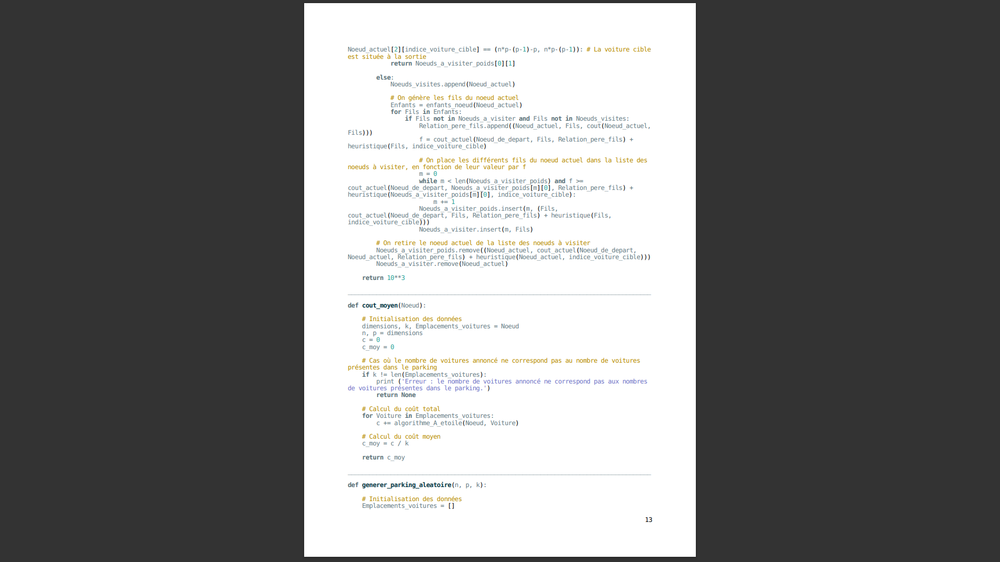 Noeud_actuel[2][indice_voiture_cible] == (n*p-(p-1)-p, n*p-(p-1)): # La voiture cible
est située à la sortie
            return Noeuds_a_visiter_poids[0][1]
        else:
            Noeuds_visites.append(Noeud_actuel)
            # On génère les fils du noeud actuel
            Enfants = enfants_noeud(Noeud_actuel)
            for Fils in Enfants:
                if Fils not in Noeuds_a_visiter and Fils not in Noeuds_visites:
                    Relation_pere_fils.append((Noeud_actuel, Fils, cout(Noeud_actuel,
Fils)))
                    f = cout_actuel(Noeud_de_depart, Fils, Relation_pere_fils) +
heuristique(Fils, indice_voiture_cible)
                    # On place les différents fils du noeud actuel dans la liste des
noeuds à visiter, en fonction de leur valeur par f
                    m = 0
                    while m < len(Noeuds_a_visiter_poids) and f >=
cout_actuel(Noeud_de_depart, Noeuds_a_visiter_poids[m][0], Relation_pere_fils) +
heuristique(Noeuds_a_visiter_poids[m][0], indice_voiture_cible):
                        m += 1
                    Noeuds_a_visiter_poids.insert(m, (Fils,
cout_actuel(Noeud_de_depart, Fils, Relation_pere_fils) + heuristique(Fils,
indice_voiture_cible)))
                    Noeuds_a_visiter.insert(m, Fils)
        # On retire le noeud actuel de la liste des noeuds à visiter
        Noeuds_a_visiter_poids.remove((Noeud_actuel, cout_actuel(Noeud_de_depart,
Noeud_actuel, Relation_pere_fils) + heuristique(Noeud_actuel, indice_voiture_cible)))
        Noeuds_a_visiter.remove(Noeud_actuel)
    return 10**3
def cout_moyen(Noeud):
    # Initialisation des données
    dimensions, k, Emplacements_voitures = Noeud
    n, p = dimensions
    c = 0
    c_moy = 0
    # Cas où le nombre de voitures annoncé ne correspond pas au nombre de voitures
présentes dans le parking
    if k != len(Emplacements_voitures):
        print ('Erreur : le nombre de voitures annoncé ne correspond pas aux nombres
de voitures présentes dans le parking.')
        return None
    # Calcul du coût total
    for Voiture in Emplacements_voitures:
        c += algorithme_A_etoile(Noeud, Voiture)
    # Calcul du coût moyen
    c_moy = c / k
    return c_moy
def generer_parking_aleatoire(n, p, k):
    # Initialisation des données
    Emplacements_voitures = []
13